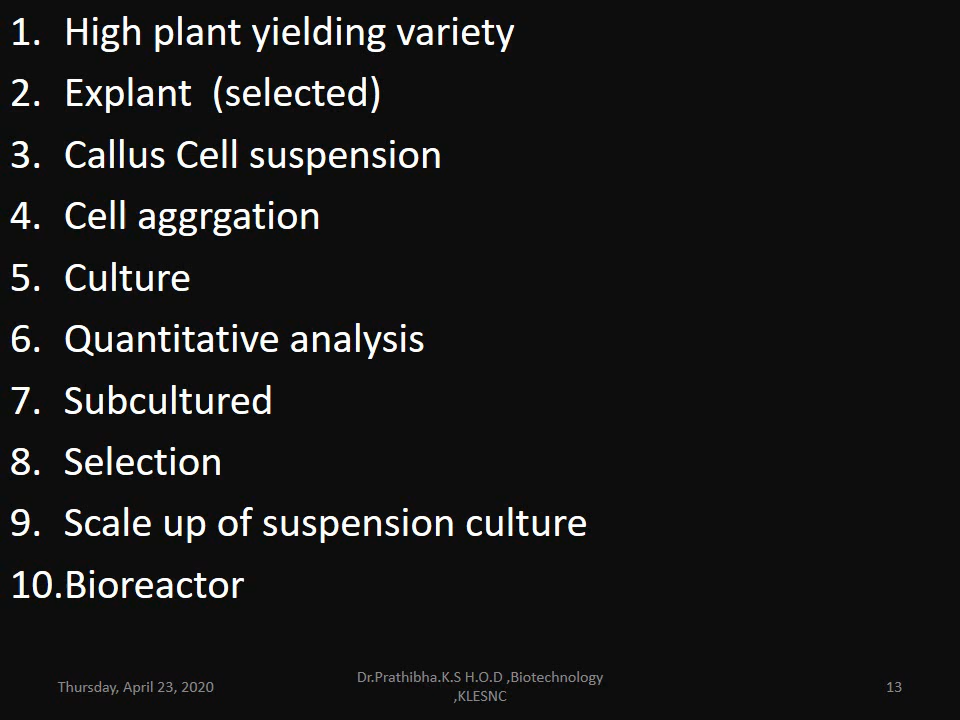 1. High plant yielding variety
2. Explant (selected)
3. Callus Cell suspension
4. Cell aggrgation
5. Culture
6. Quantitative analysis
7. Subcultured
8. Selection
9. Scale up of suspension culture
10.Bioreactor
Thursday, April 23, 2020
Dr.Prathibha.K.S H.O.D ,Biotechnology
,KLESNC
13